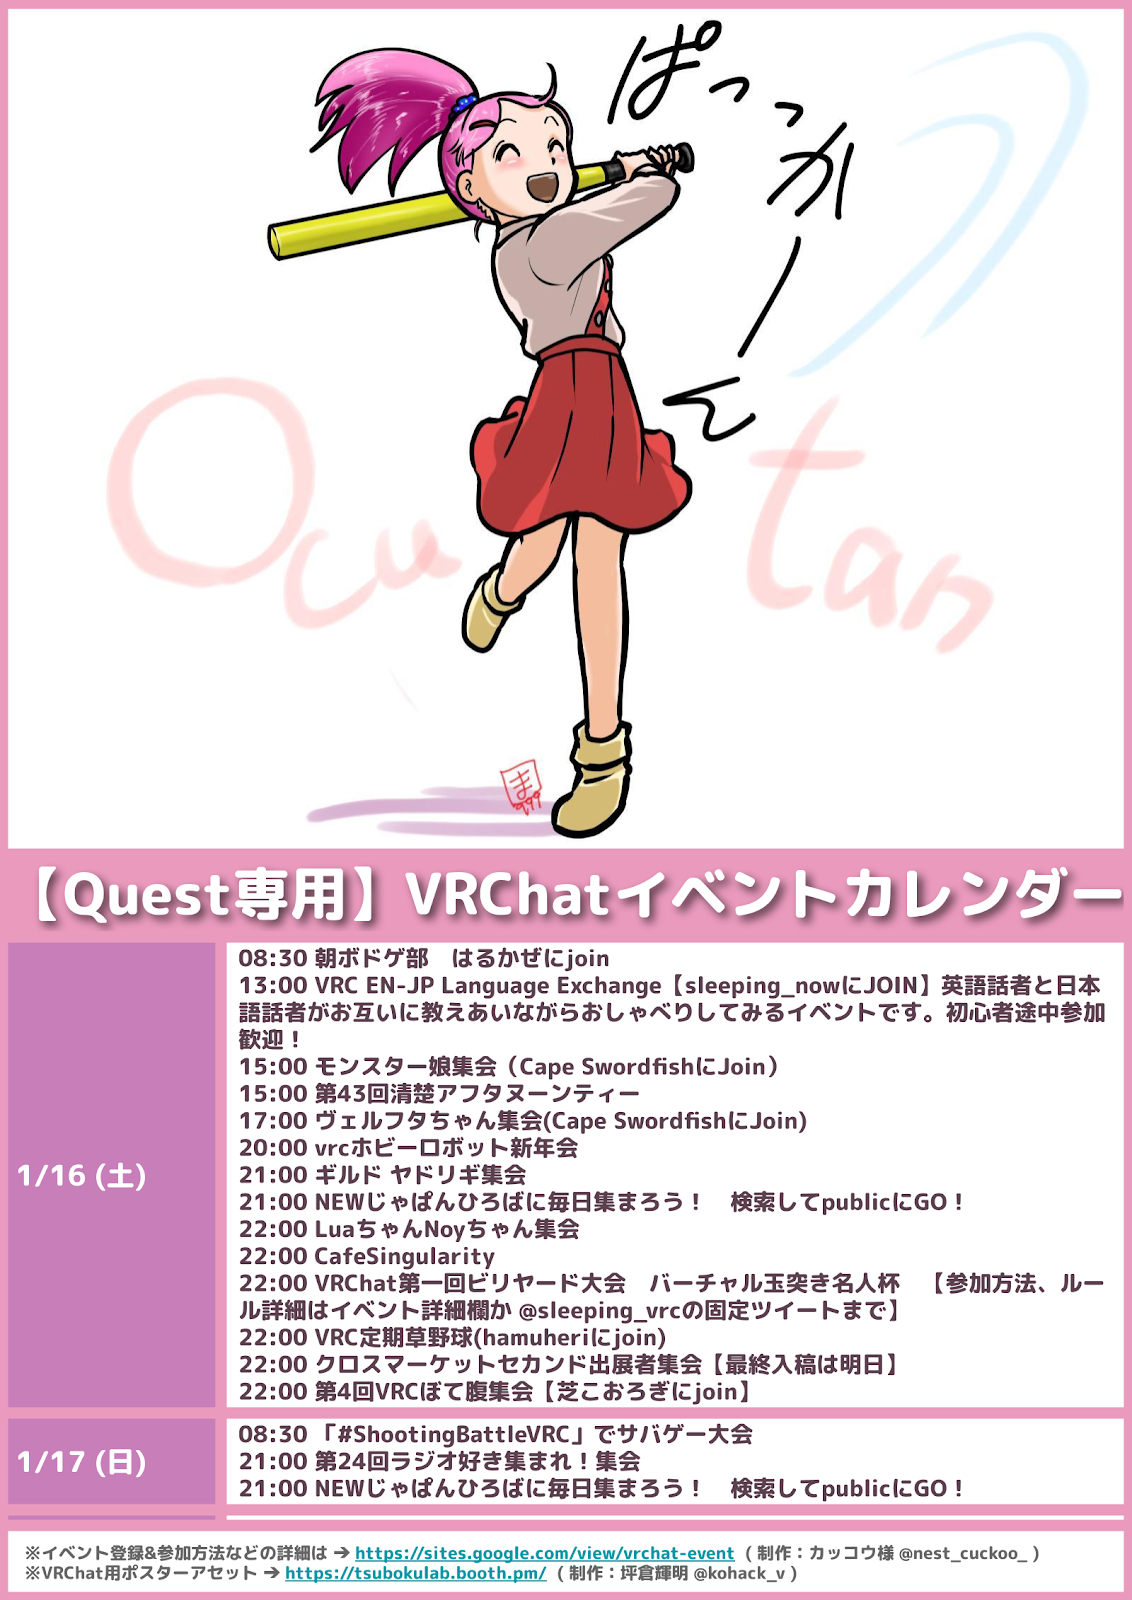 ぱっっかーん
Ocu tan
ま
999
【Quest専用】VRChatイベントカレンダー
1/16 (土)
08:30 朝ボドゲ部　はるかぜにjoin
13:00 VRC EN-JP Language Exchange【sleeping_nowにJOIN】英語話者と日本
語話者がお互いに教えあいながらおしゃべりしてみるイベントです。初心者途中参加
歓迎！
15:00 モンスター娘集会（Cape SwordfishにJoin）
15:00 第43回清楚アフタヌーンティー
17:00 ヴェルフタちゃん集会(Cape SwordfishにJoin)
20:00 vrcホビーロボット新年会
21:00 ギルド ヤドリギ集会
21:00 NEWじゃぱんひろばに毎日集まろう！　検索してpublicにGO！
22:00 LuaちゃんNoyちゃん集会
22:00 CafeSingularity
22:00 VRChat第一回ビリヤード大会　バーチャル玉突き名人杯　【参加方法、ルー
ル詳細はイベント詳細欄か @sleeping_vrcの固定ツイートまで】
22:00 VRC定期草野球(hamuheriにjoin)
22:00 クロスマーケットセカンド出展者集会【最終入稿は明日】
22:00 第4回VRCぼて腹集会【芝こおろぎにjoin】
1/17 (日)
08:30 「#ShootingBattleVRC」でサバゲー大会
21:00 第24回ラジオ好き集まれ！集会
21:00 NEWじゃぱんひろばに毎日集まろう！　検索してpublicにGO！
※イベント登録&参加方法などの詳細は ➔ https://sites.google.com/view/vrchat-event （ 制作：カッコウ様 @nest_cuckoo_ ）
※VRChat用ポスターアセット ➔ https://tsubokulab.booth.pm/ （ 制作：坪倉輝明 @kohack_v ）